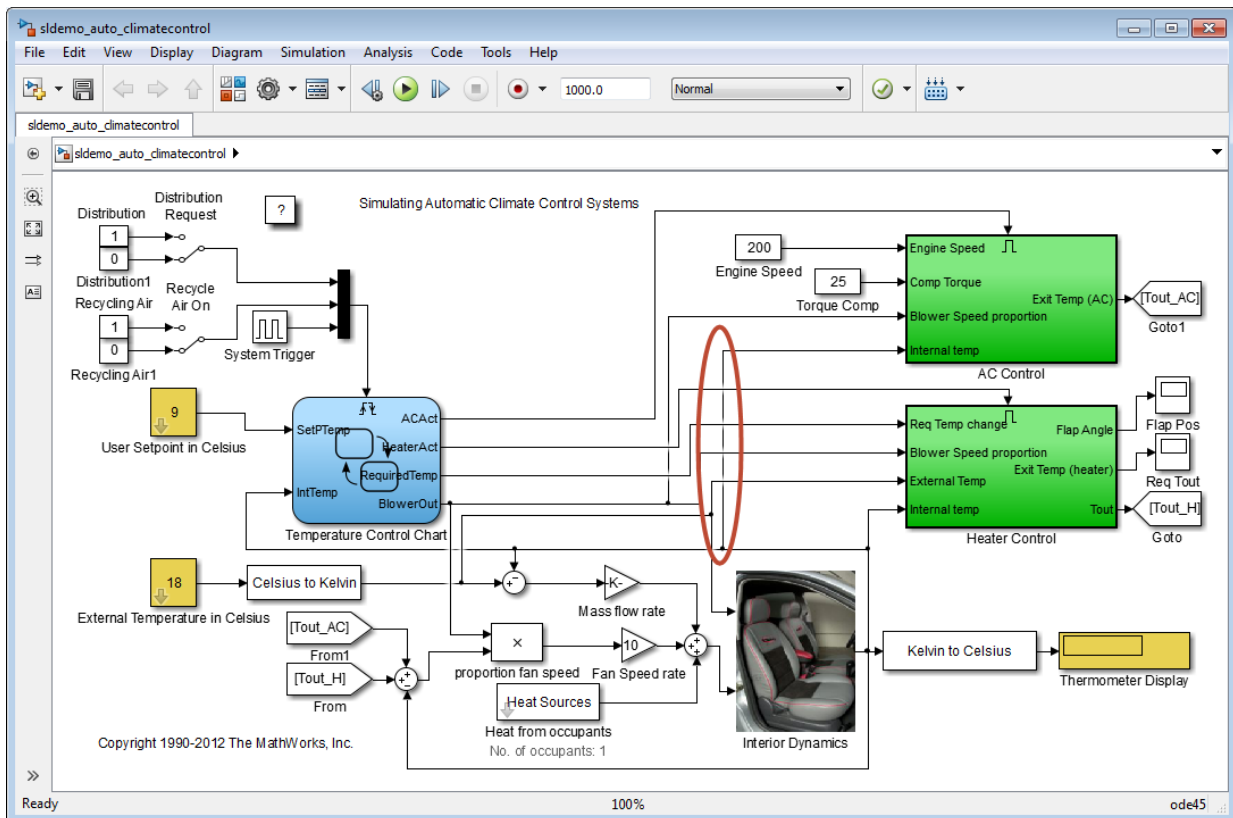 sldemo_auto_climatecontrol
File Edit View Display Diagram Simulation Analysis Code Tools Help
1000.0 Normal
sldemo_auto_climatecontrol
sldemo_auto_climatecontrol
Simulating Automatic Climate Control Systems
?
Distribution
Distribution
Request
1
0
Distribution1
Recycling Air
Recycle
Air On
1
0
Recycling Air1
System Trigger
9
User Setpoint in Celsius
SetPTemp
IntTemp
ACAct
HeaterAct
RequiredTemp
BlowerOut
Temperature Control Chart
200
Engine Speed
25
Torque Comp
Engine Speed
Comp Torque
Blower Speed proportion
Internal temp
Exit Temp (AC)
AC Control
[Tout_AC]
Goto1
Req Temp change
Blower Speed proportion
External Temp
Internal temp
Flap Angle
Exit Temp (heater)
Tout
Heater Control
Flap Pos
Req Tout
[Tout_H]
Goto
18
External Temperature in Celsius
Celsius to Kelvin
-K-
Mass flow rate
[Tout_AC]
From1
[Tout_H]
From
×
proportion fan speed
10
Fan Speed rate
Heat Sources
Heat from occupants
No. of occupants: 1
Interior Dynamics
Kelvin to Celsius
Thermometer Display
Copyright 1990-2012 The MathWorks, Inc.
Ready 100% ode45